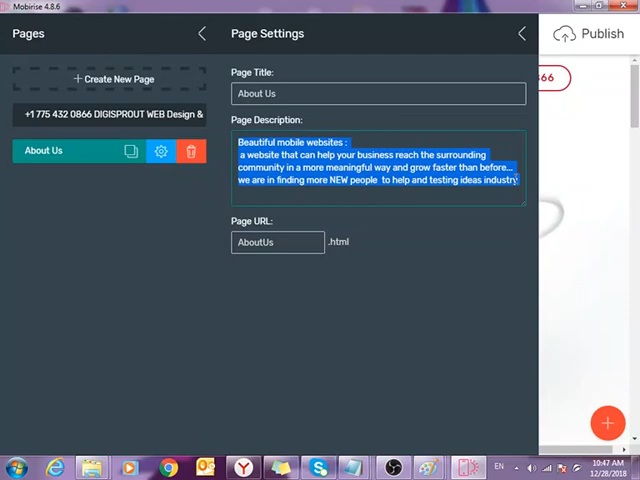 Mobirise 4.8.6
Pages
Page Settings
Publish
Create New Page
Page Title:
About Us
866
+1 775 432 0866 DIGISPROUT WEB Design &
Page Description:
About Us
Beautiful mobile websites :
a website that can help your business reach the surrounding
community in a more meaningful way and grow faster than before...
we are in finding more NEW people to help and testing ideas industry
Page URL:
AboutUs
.html
EN
10:47 AM
12/28/2018